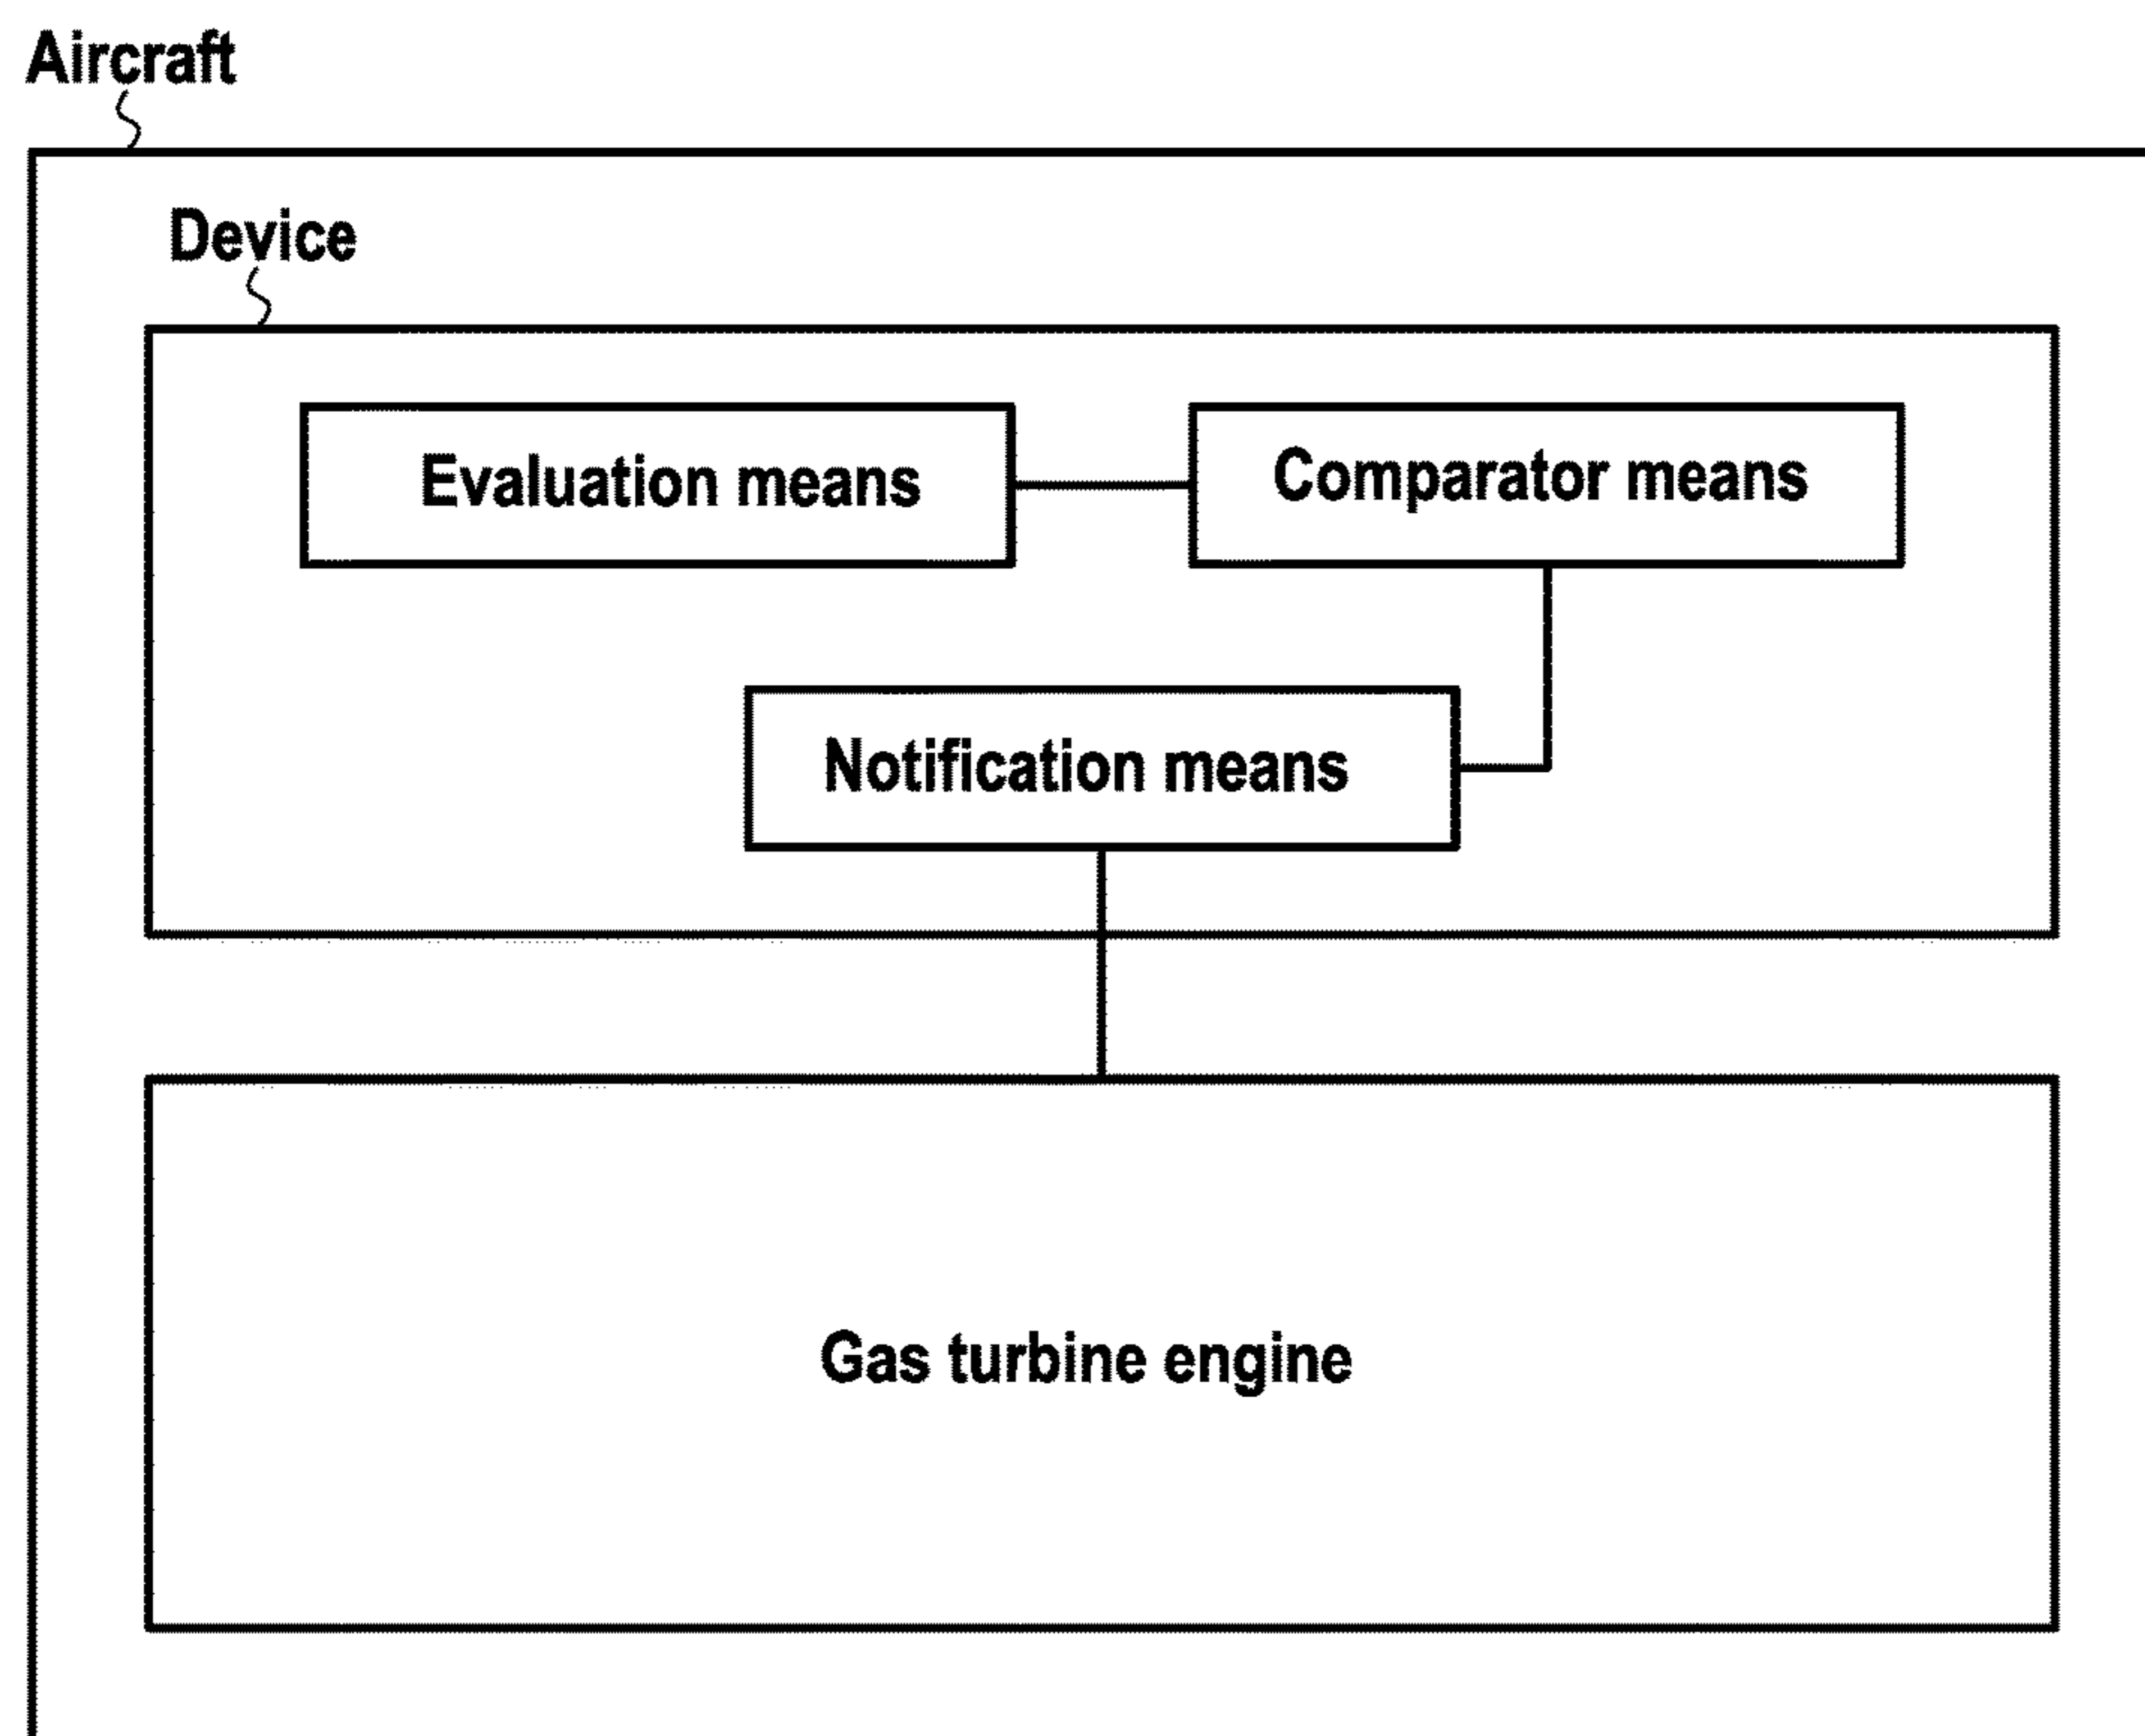 Aircraft
Device
Evaluation means
Comparator means
Notification means
Gas turbine engine